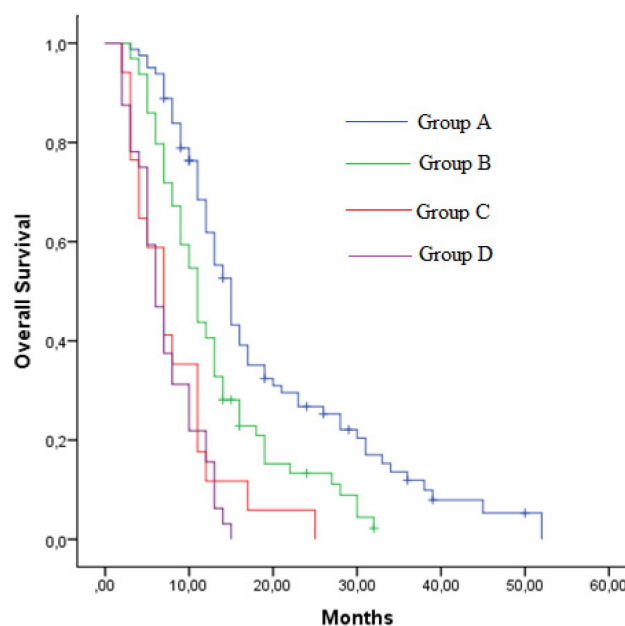 1,0
0,8
0,6
0,4
0,2
0,0
Overall Survival
Group A
Group B
Group C
Group D
,00 10,00 20,00 30,00 40,00 50,00 60,00
Months